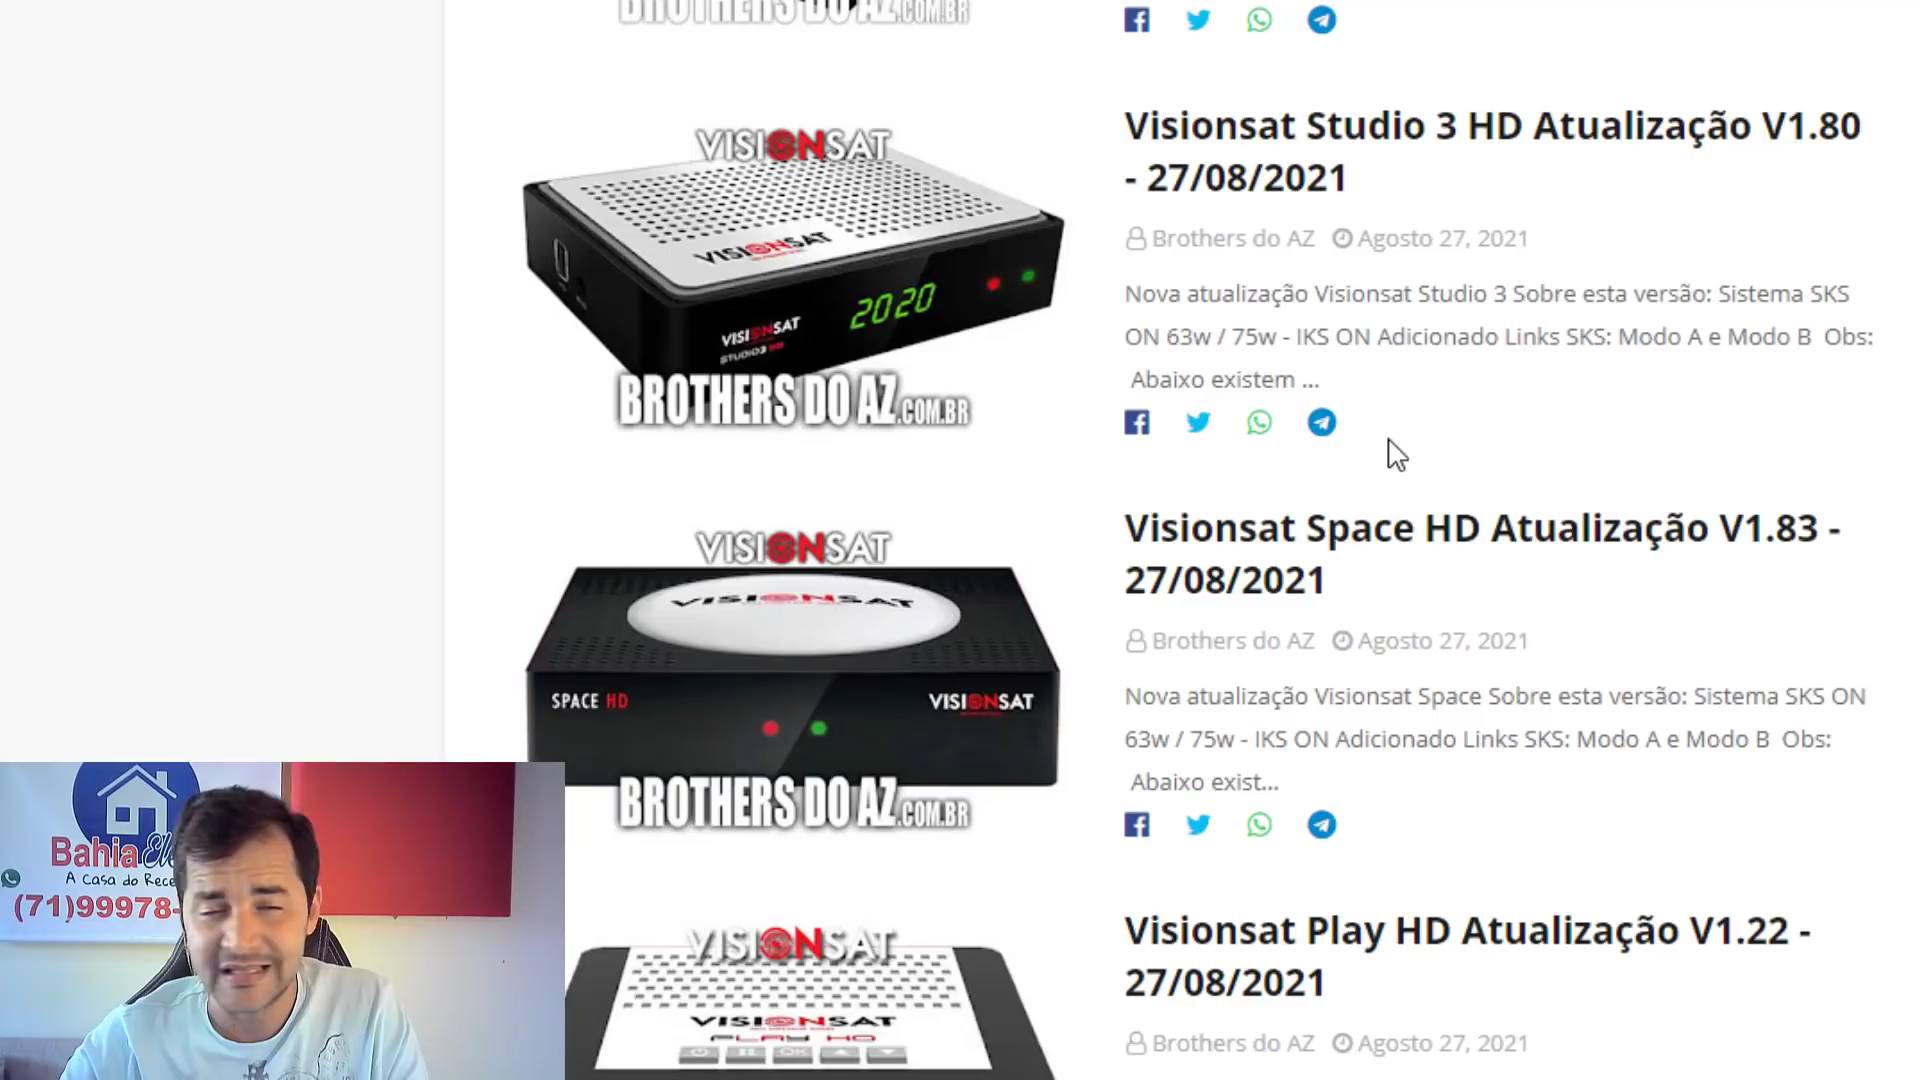 BROTHERS DO AZ.COM.BR
VISIONSAT
VISIONSAT
2020
VISIONSAT
STUDIO3 HD
BROTHERS DO AZ.COM.BR
Visionsat Studio 3 HD Atualização V1.80
- 27/08/2021
Brothers do AZ Agosto 27, 2021
Nova atualização Visionsat Studio 3 Sobre esta versão: Sistema SKS
ON 63w / 75w - IKS ON Adicionado Links SKS: Modo A e Modo B Obs:
Abaixo existem ...
VISIONSAT
VISIONSAT
SPACE HD
VISIONSAT
BROTHERS DO AZ.COM.BR
Visionsat Space HD Atualização V1.83 -
27/08/2021
Brothers do AZ Agosto 27, 2021
Nova atualização Visionsat Space Sobre esta versão: Sistema SKS ON
63w / 75w - IKS ON Adicionado Links SKS: Modo A e Modo B Obs:
Abaixo exist...
VISIONSAT
VISIONSAT
PLAY HD
OK
Visionsat Play HD Atualização V1.22 -
27/08/2021
Brothers do AZ Agosto 27, 2021
Bahia Ele
A Casa do Rece
(71)99978-